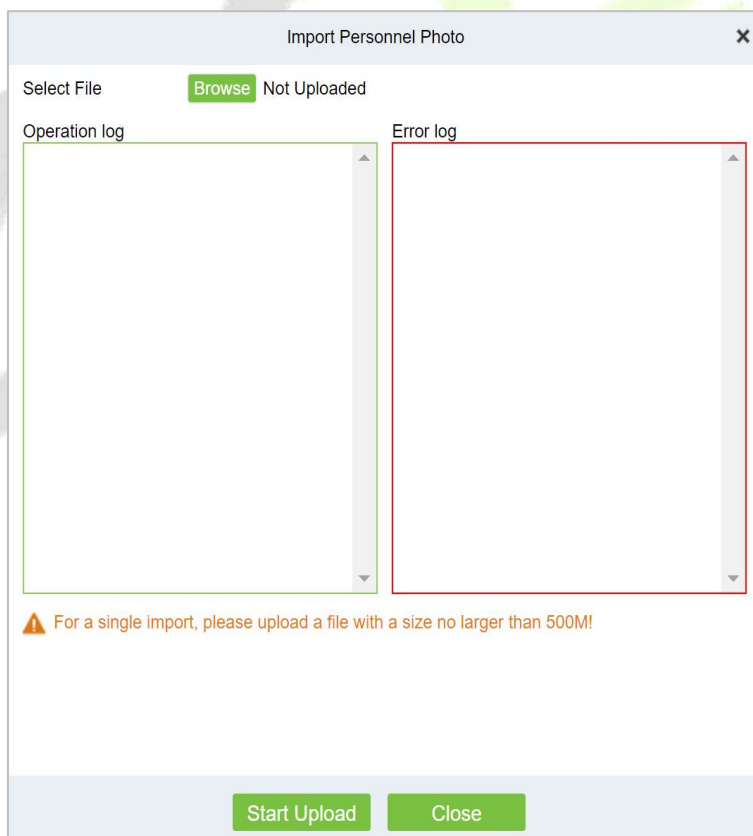 Import Personnel Photo
Select File Browse Not Uploaded
Operation log Error log
For a single import, please upload a file with a size no larger than 500M!
Start Upload Close